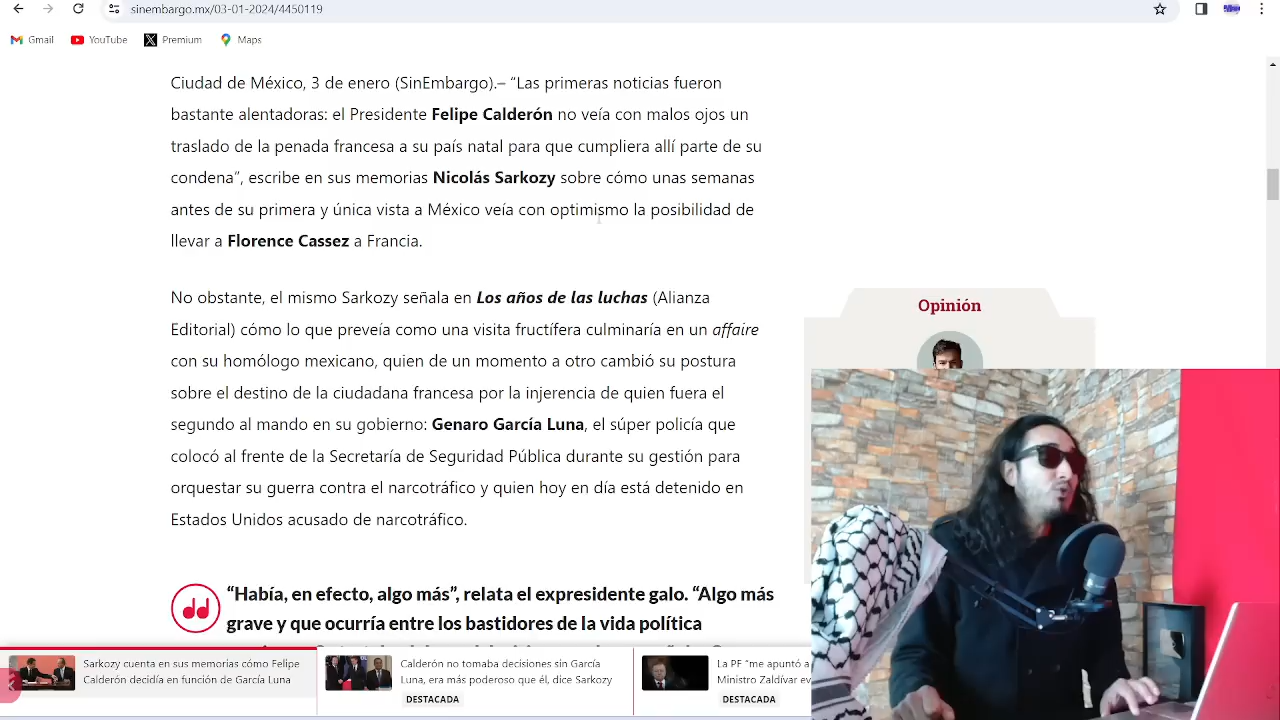 sinembargo.mx/03-01-2024/4450119
Gmail YouTube Premium Maps
Ciudad de México, 3 de enero (SinEmbargo).– “Las primeras noticias fueron
bastante alentadoras: el Presidente Felipe Calderón no veía con malos ojos un
traslado de la penada francesa a su país natal para que cumpliera allí parte de su
condena”, escribe en sus memorias Nicolás Sarkozy sobre cómo unas semanas
antes de su primera y única vista a México veía con optimismo la posibilidad de
llevar a Florence Cassez a Francia.
No obstante, el mismo Sarkozy señala en Los años de las luchas (Alianza
Editorial) cómo lo que preveía como una visita fructífera culminaría en un affaire
con su homólogo mexicano, quien de un momento a otro cambió su postura
sobre el destino de la ciudadana francesa por la injerencia de quien fuera el
segundo al mando en su gobierno: Genaro García Luna, el súper policía que
colocó al frente de la Secretaría de Seguridad Pública durante su gestión para
orquestar su guerra contra el narcotráfico y quien hoy en día está detenido en
Estados Unidos acusado de narcotráfico.
Opinión
“Había, en efecto, algo más”, relata el expresidente galo. “Algo más
grave y que ocurría entre los bastidores de la vida política
Sarkozy cuenta en sus memorias cómo Felipe
Calderón decidía en función de García Luna
Calderón no tomaba decisiones sin García
Luna, era más poderoso que él, dice Sarkozy
DESTACADA
La PF “me apuntó a
Ministro Zaldívar ev
DESTACADA